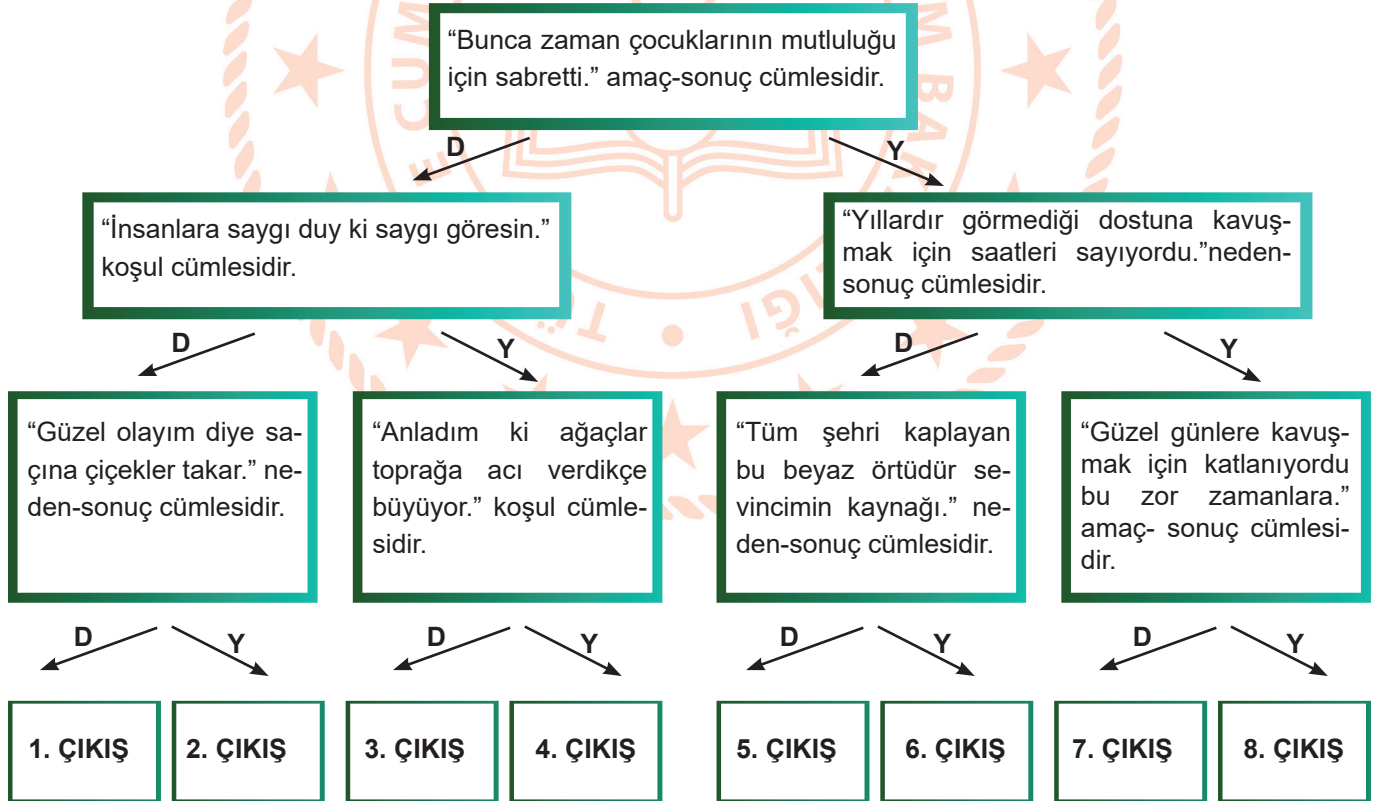 “Bunca zaman çocuklarının mutluluğu
için sabretti.” amaç-sonuç cümlesidir.
D
Y
“İnsanlara saygı duy ki saygı göresin.”
koşul cümlesidir.
“Yıllardır görmediği dostuna kavuş-
mak için saatleri sayıyordu.”neden-
sonuç cümlesidir.
D
Y
D
Y
“Güzel olayım diye sa-
çına çiçekler takar.” ne-
den-sonuç cümlesidir.
“Anladım ki ağaçlar
toprağa acı verdikçe
büyüyor.” koşul cümle-
sidir.
“Tüm şehri kaplayan
bu beyaz örtüdür se-
vincimin kaynağı.” ne-
den-sonuç cümlesidir.
“Güzel günlere kavuş-
mak için katlanıyordu
bu zor zamanlara.”
amaç- sonuç cümlesi-
dir.
D
Y
D
Y
D
Y
D
Y
1. ÇIKIŞ
2. ÇIKIŞ
3. ÇIKIŞ
4. ÇIKIŞ
5. ÇIKIŞ
6. ÇIKIŞ
7. ÇIKIŞ
8. ÇIKIŞ